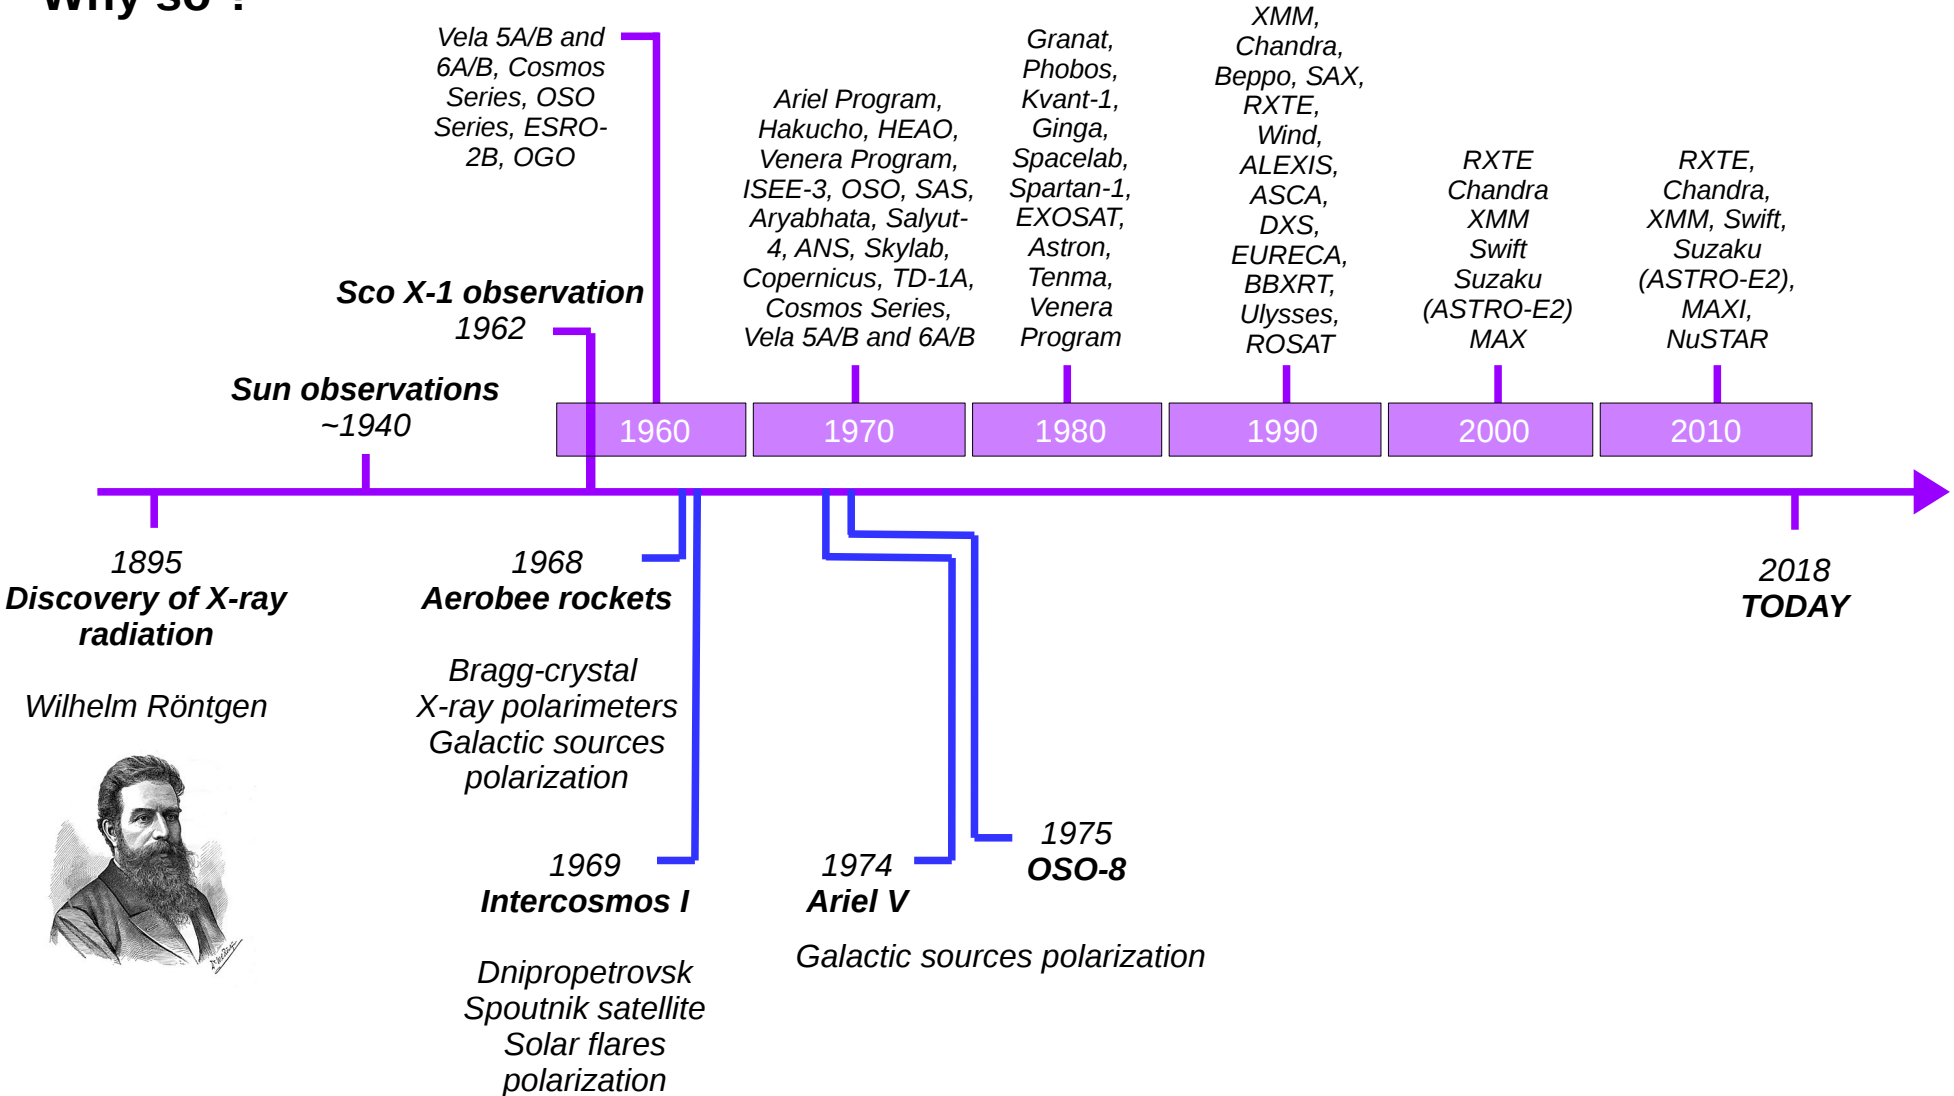 Why so ?
Vela 5A/B and
6A/B, Cosmos
Series, OSO
Series, ESRO-
2B, OGO
Ariel Program,
Hakucho, HEAO,
Venera Program,
ISEE-3, OSO, SAS,
Aryabhata, Salyut-
4, ANS, Skylab,
Copernicus, TD-1A,
Cosmos Series,
Vela 5A/B and 6A/B
Granat,
Phobos,
Kvant-1,
Ginga,
Spacelab,
Spartan-1,
EXOSAT,
Astron,
Tenma,
Venera
Program
XMM,
Chandra,
Beppo, SAX,
RXTE,
Wind,
ALEXIS,
ASCA,
DXS,
EURECA,
BBXRT,
Ulysses,
ROSAT
RXTE
Chandra
XMM
Swift
Suzaku
(ASTRO-E2)
MAX
RXTE,
Chandra,
XMM, Swift,
Suzaku
(ASTRO-E2),
MAXI,
NuSTAR
Sco X-1 observation
1962
Sun observations
~1940
1960
1970
1980
1990
2000
2010
1895
Discovery of X-ray
radiation
Wilhelm Röntgen
1968
Aerobee rockets
Bragg-crystal
X-ray polarimeters
Galactic sources
polarization
1969
Intercosmos I
Dnipropetrovsk
Spoutnik satellite
Solar flares
polarization
1974
Ariel V
1975
OSO-8
Galactic sources polarization
2018
TODAY